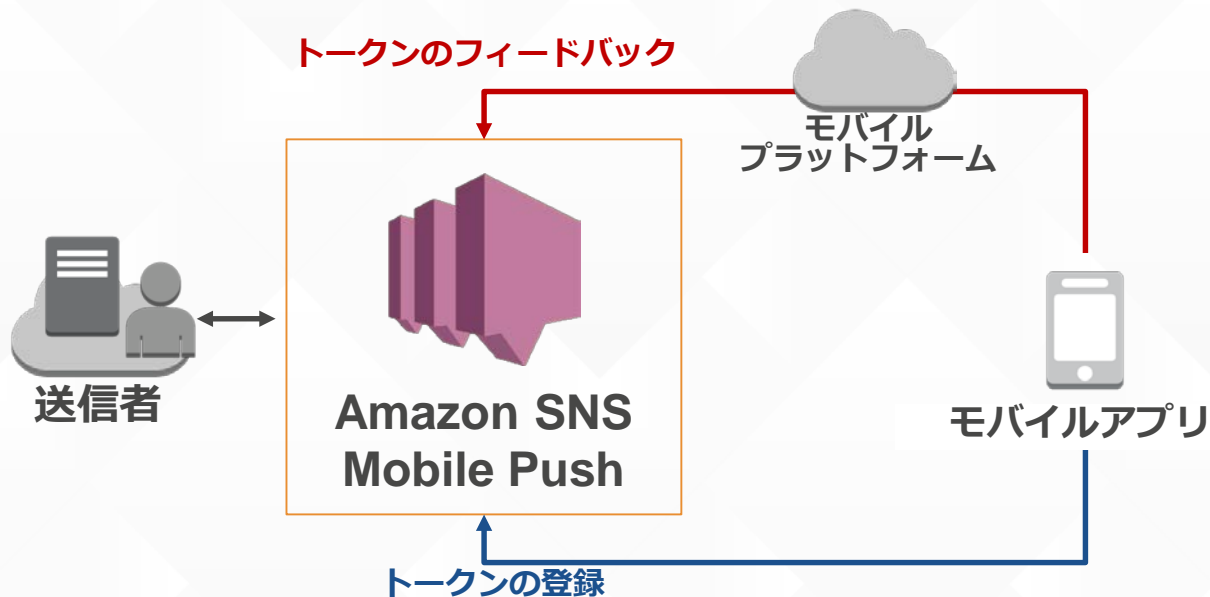 トークンのフィードバック
モバイル
プラットフォーム
送信者
Amazon SNS
Mobile Push
モバイルアプリ
トークンの登録